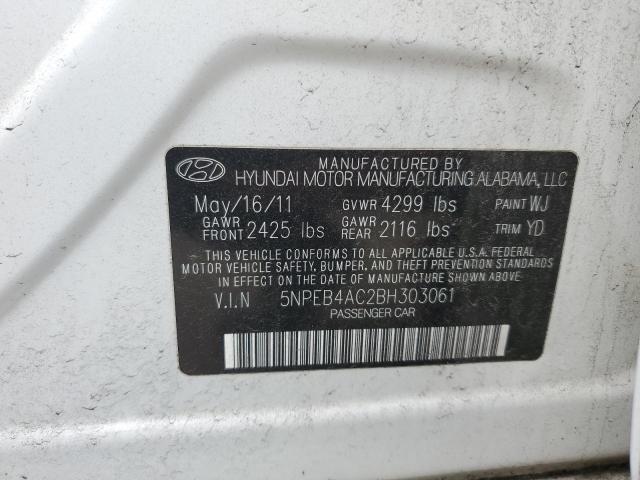 MANUFACTURED BY
HYUNDAI MOTOR MANUFACTURING ALABAMA, LLC
May/16/11 GVWR 4299 lbs PAINT WJ
GAWR FRONT 2425 lbs GAWR REAR 2116 lbs TRIM YD
THIS VEHICLE CONFORMS TO ALL APPLICABLE U.S.A. FEDERAL
MOTOR VEHICLE SAFETY, BUMPER, AND THEFT PREVENTION STANDARDS
IN EFFECT ON THE DATE OF MANUFACTURE SHOWN ABOVE.
V.I.N 5NPEB4AC2BH303061
PASSENGER CAR